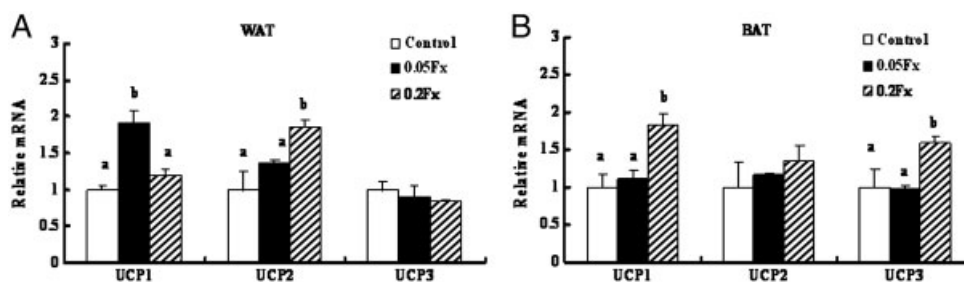 A
WAT
Relative mRNA
3
2.5
2
1.5
1
0.5
0
Control
0.05Fx
0.2Fx
a
b
a
a
a
b
UCP1
UCP2
UCP3
B
BAT
Relative mRNA
3
2.5
2
1.5
1
0.5
0
Control
0.05Fx
0.2Fx
a
a
b
a
a
b
UCP1
UCP2
UCP3